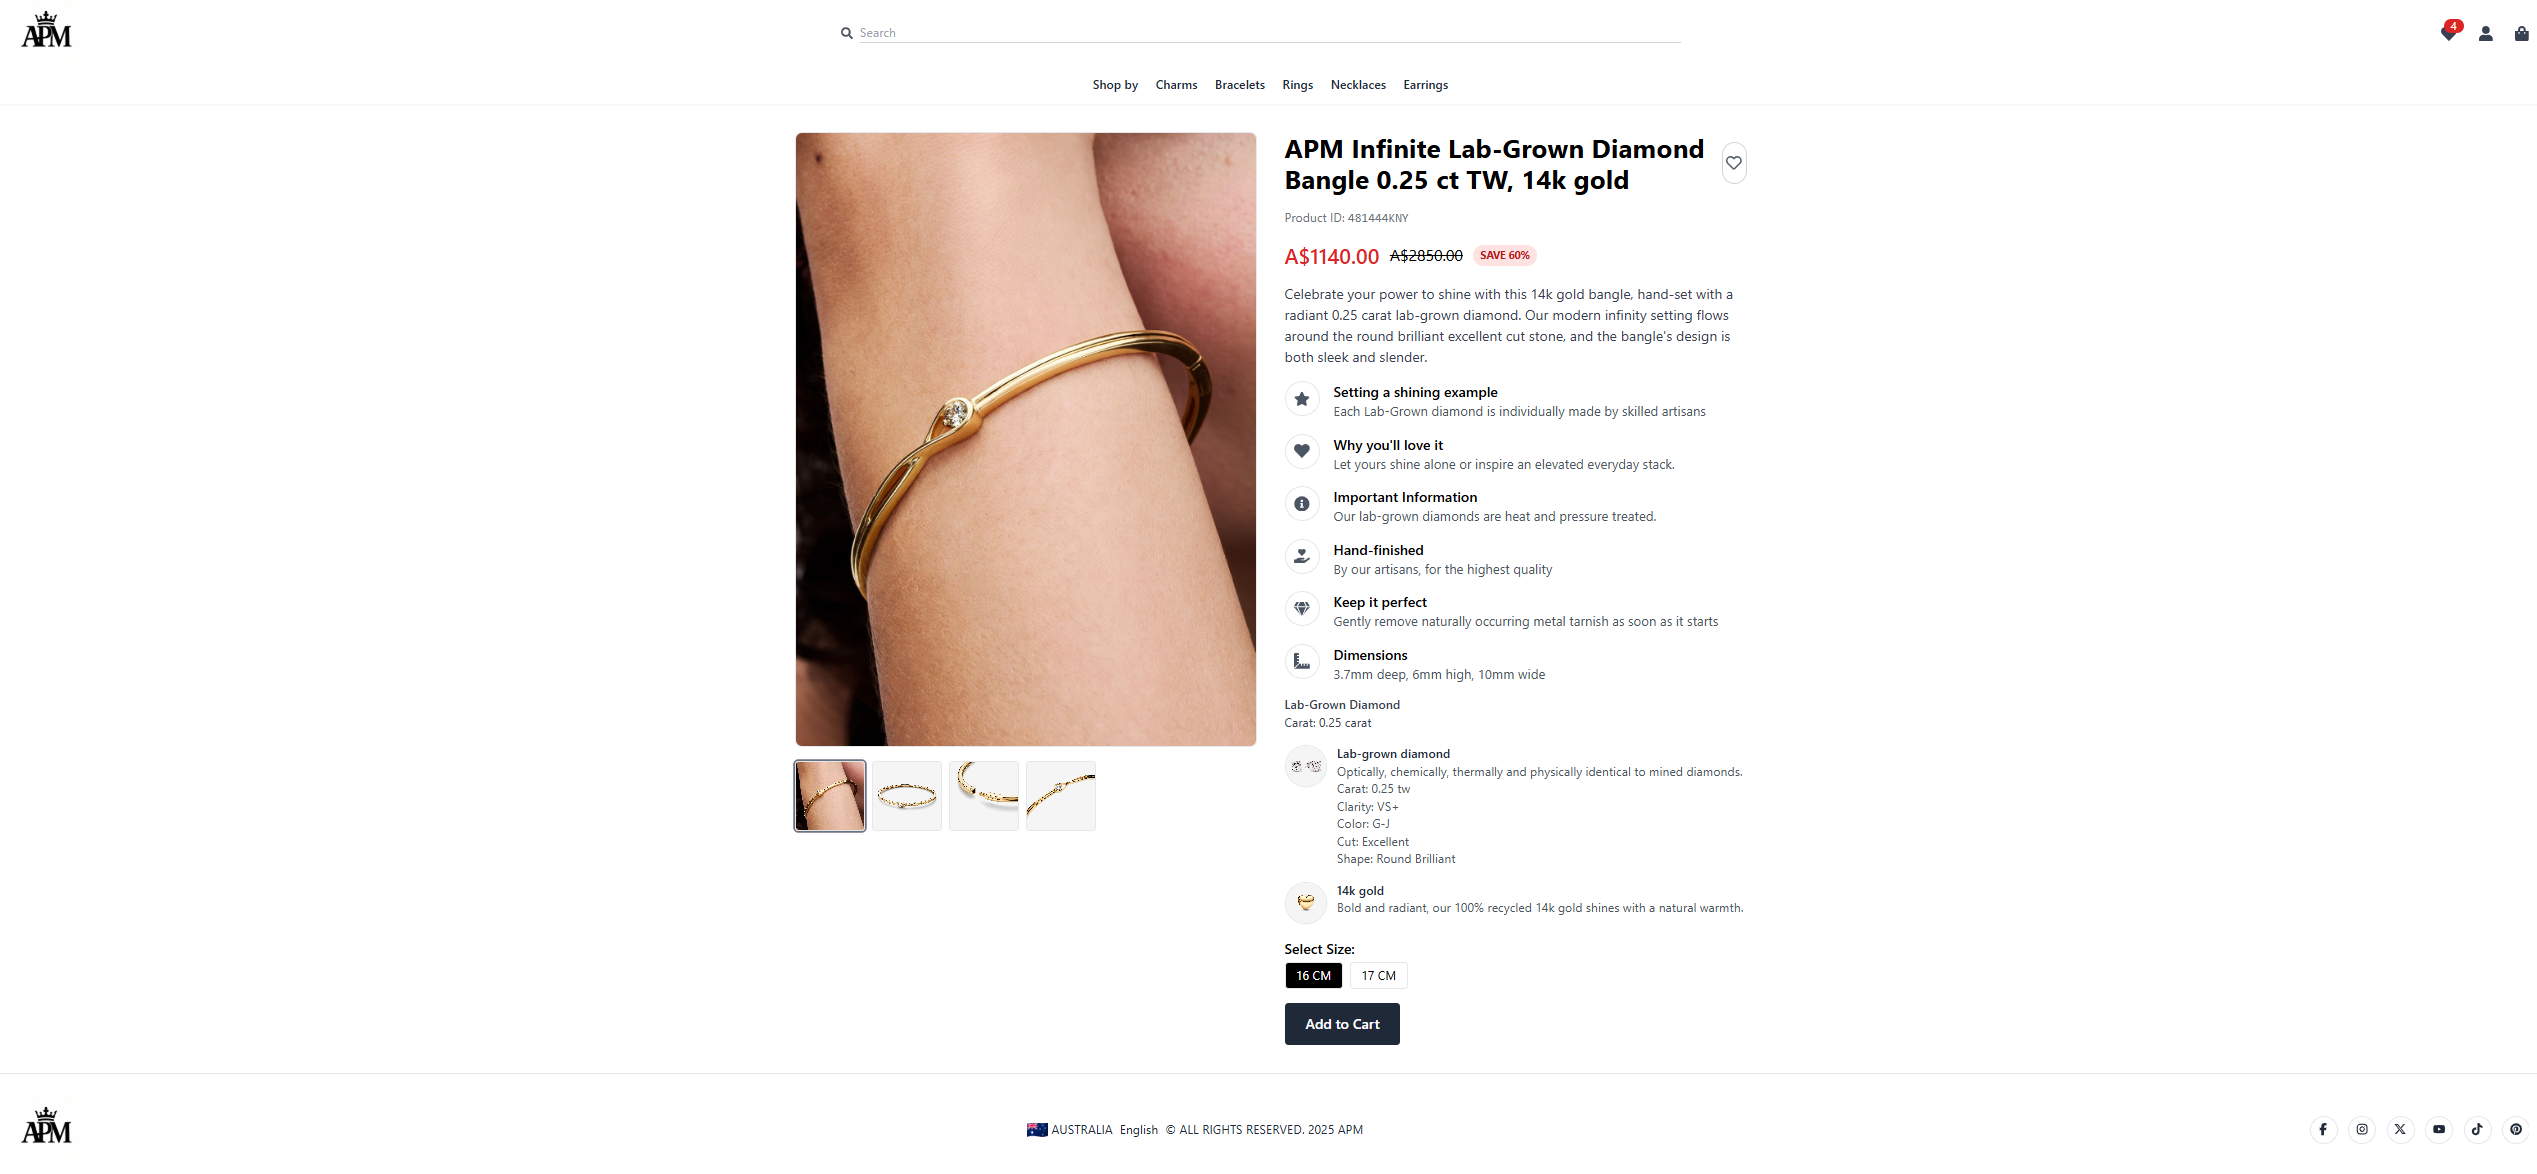 APM
Search
4
Shop by Charms Bracelets Rings Necklaces Earrings
APM Infinite Lab-Grown Diamond
Bangle 0.25 ct TW, 14k gold
Product ID: 481444KNY
A$1140.00 A$2850.00 SAVE 60%
Celebrate your power to shine with this 14k gold bangle, hand-set with a
radiant 0.25 carat lab-grown diamond. Our modern infinity setting flows
around the round brilliant excellent cut stone, and the bangle's design is
both sleek and slender.
Setting a shining example
Each Lab-Grown diamond is individually made by skilled artisans
Why you'll love it
Let yours shine alone or inspire an elevated everyday stack.
Important Information
Our lab-grown diamonds are heat and pressure treated.
Hand-finished
By our artisans, for the highest quality
Keep it perfect
Gently remove naturally occurring metal tarnish as soon as it starts
Dimensions
3.7mm deep, 6mm high, 10mm wide
Lab-Grown Diamond
Carat: 0.25 carat
Lab-grown diamond
Optically, chemically, thermally and physically identical to mined diamonds.
Carat: 0.25 tw
Clarity: VS+
Color: G-J
Cut: Excellent
Shape: Round Brilliant
14k gold
Bold and radiant, our 100% recycled 14k gold shines with a natural warmth.
Select Size:
16 CM 17 CM
Add to Cart
APM
AUSTRALIA English © ALL RIGHTS RESERVED. 2025 APM